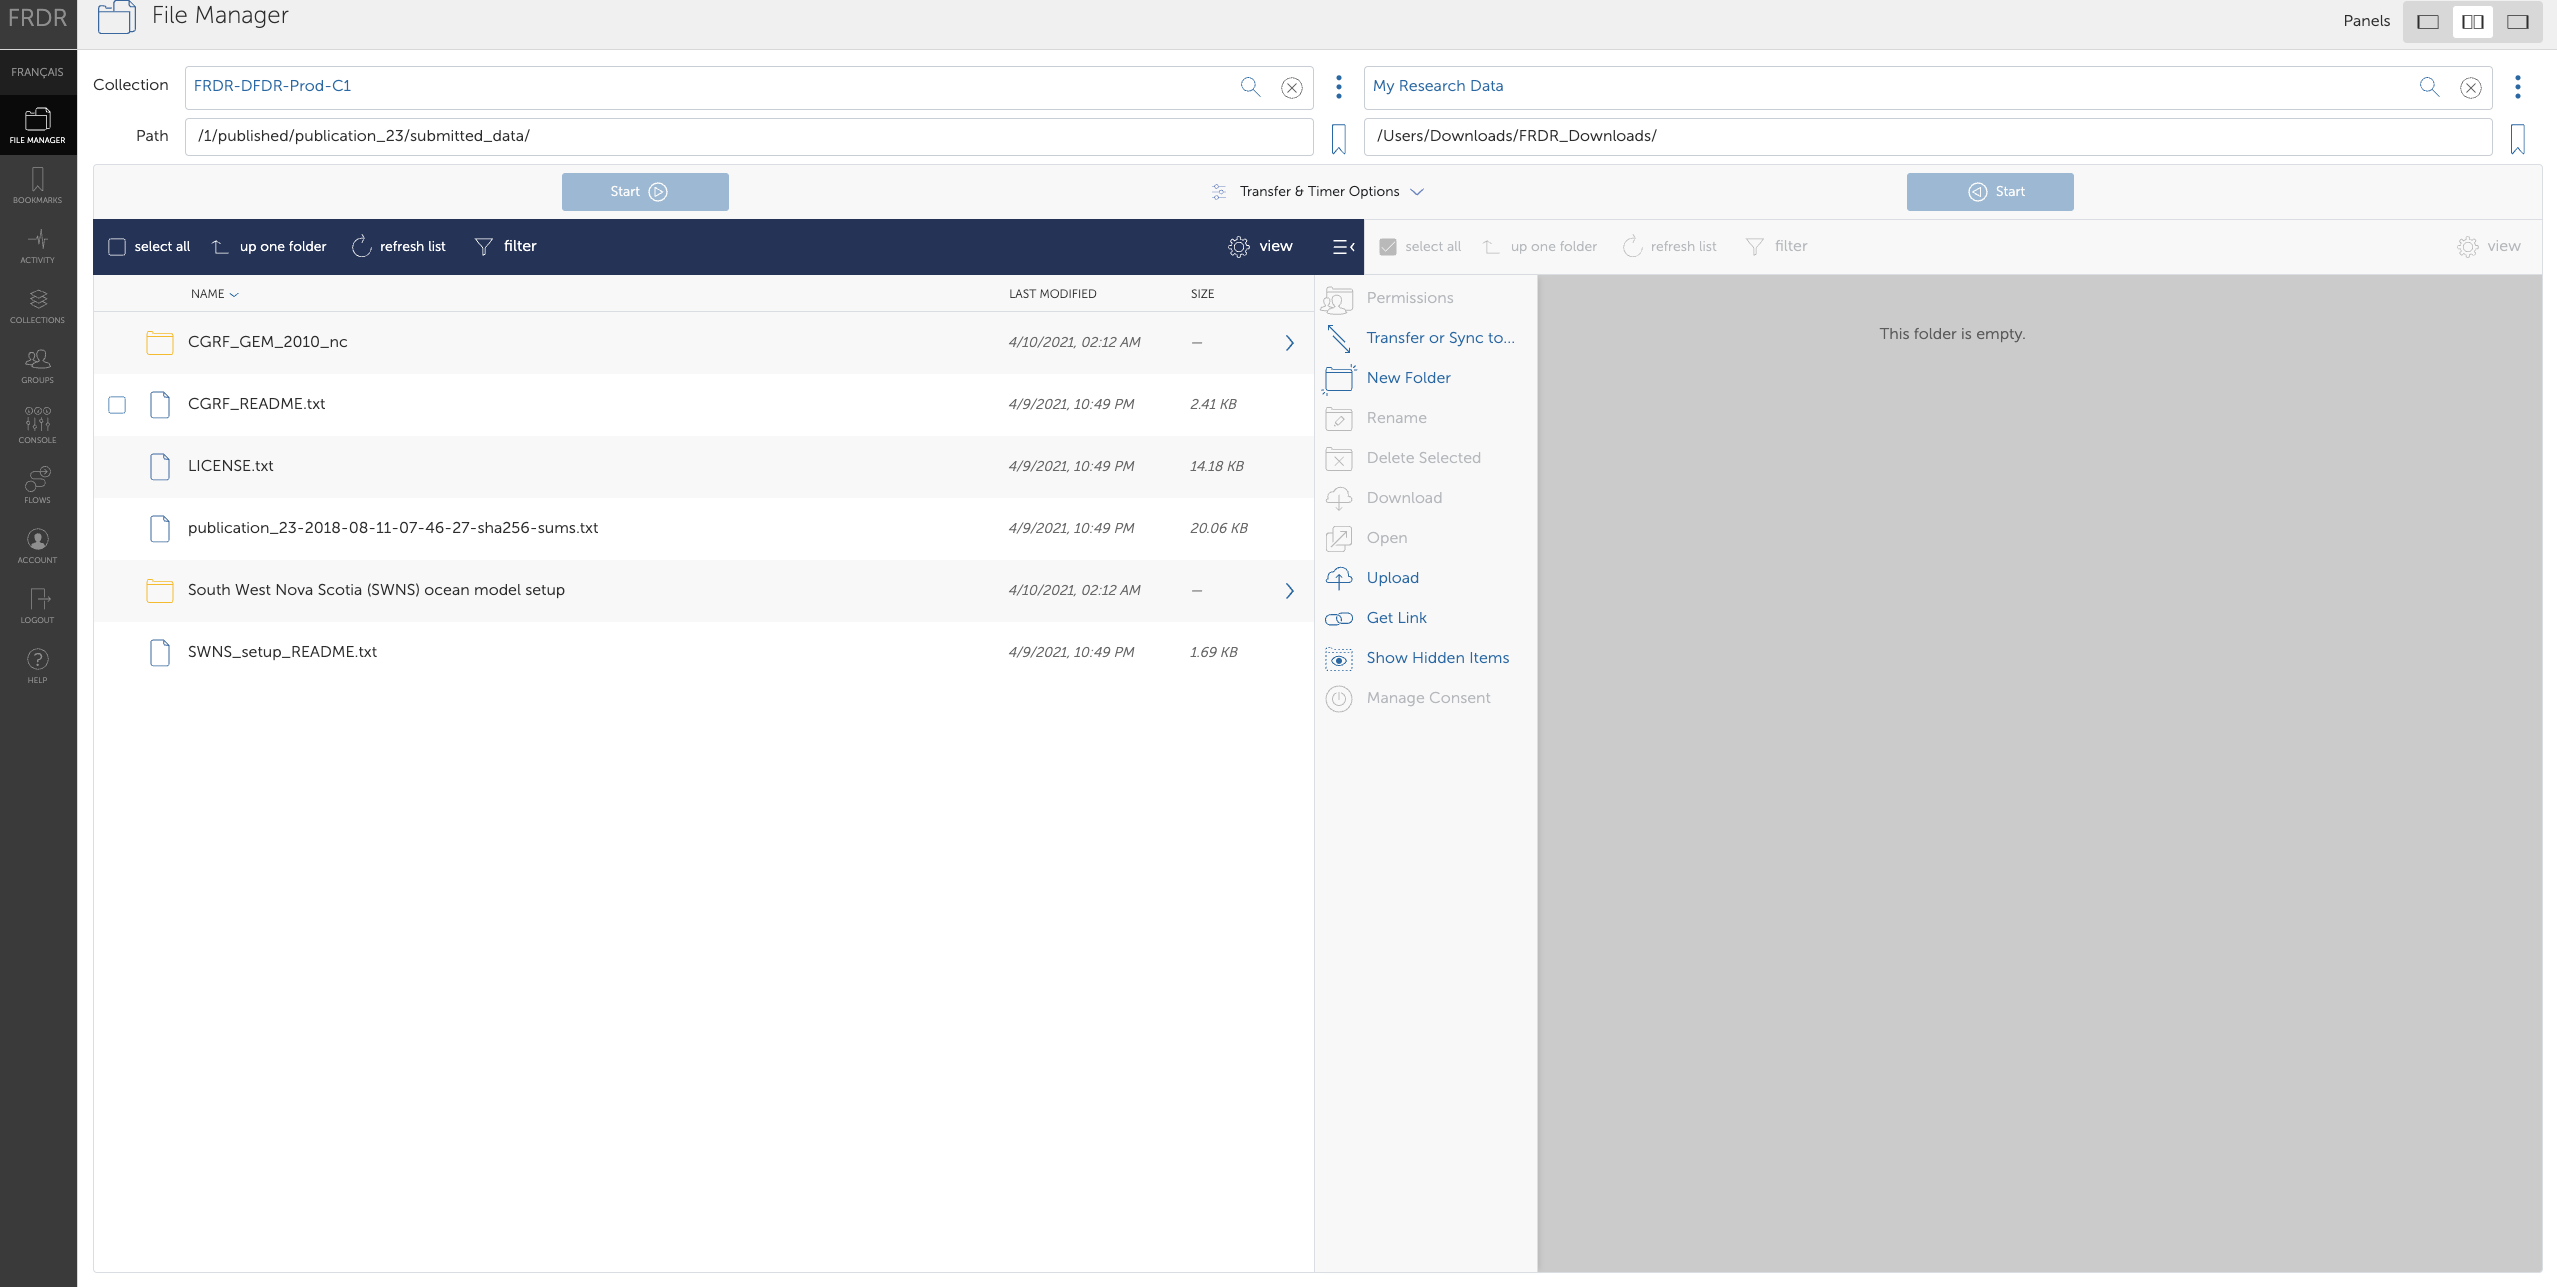 FRDR
File Manager
Panels
FRANÇAIS
FILE MANAGER
BOOKMARKS
ACTIVITY
COLLECTIONS
GROUPS
CONSOLE
FLOWS
ACCOUNT
LOGOUT
HELP
Collection
FRDR-DFDR-Prod-C1
My Research Data
Path
/1/published/publication_23/submitted_data/
/Users/Downloads/FRDR_Downloads/
Start
Transfer & Timer Options
Start
select all up one folder refresh list filter view
select all up one folder refresh list filter view
NAME LAST MODIFIED SIZE
CGRF_GEM_2010_nc 4/10/2021, 02:12 AM —
CGRF_README.txt 4/9/2021, 10:49 PM 2.41 KB
LICENSE.txt 4/9/2021, 10:49 PM 14.18 KB
publication_23-2018-08-11-07-46-27-sha256-sums.txt 4/9/2021, 10:49 PM 20.06 KB
South West Nova Scotia (SWNS) ocean model setup 4/10/2021, 02:12 AM —
SWNS_setup_README.txt 4/9/2021, 10:49 PM 1.69 KB
Permissions
Transfer or Sync to...
New Folder
Rename
Delete Selected
Download
Open
Upload
Get Link
Show Hidden Items
Manage Consent
This folder is empty.